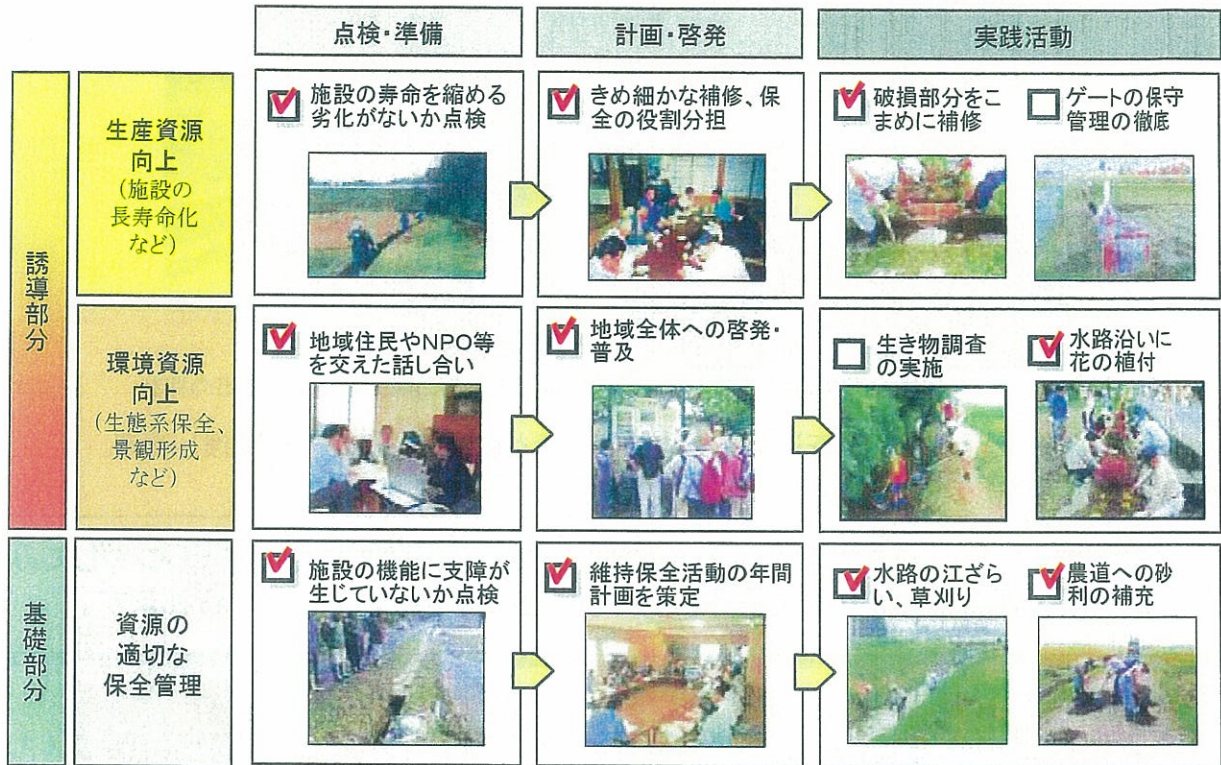 点検・準備
計画・啓発
実践活動
誘導部分
生産資源
向上
(施設の
長寿命化
など)
施設の寿命を縮める
劣化がないか点検
きめ細かな補修、保
全の役割分担
破損部分をこ
まめに補修
ゲートの保守
管理の徹底
環境資源
向上
(生態系保全、
景観形成
など)
地域住民やNPO等
を交えた話し合い
地域全体への啓発・
普及
生き物調査
の実施
水路沿いに
花の植付
基礎部分
資源の
適切な
保全管理
施設の機能に支障が
生じていないか点検
維持保全活動の年間
計画を策定
水路の江ざら
い、草刈り
農道への砂
利の補充